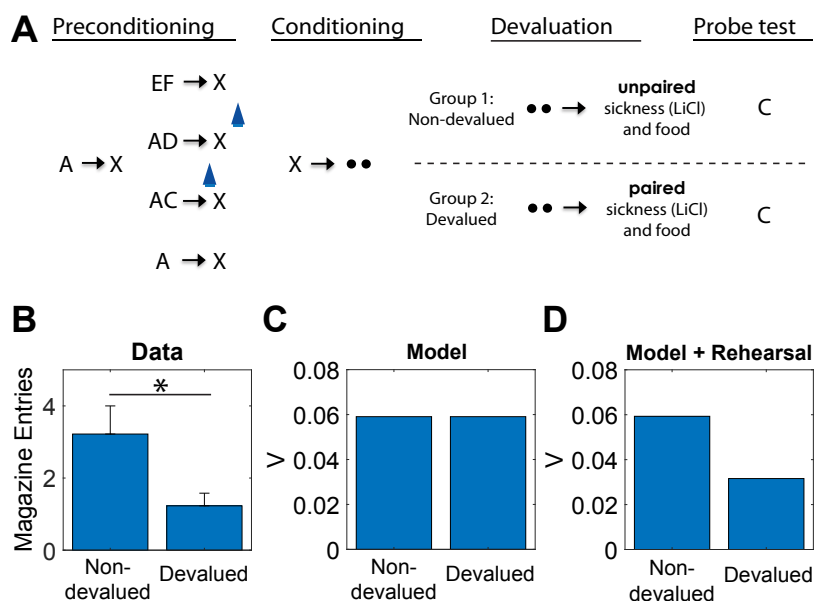 A
Preconditioning Conditioning Devaluation Probe test
EF → X
AD → X
A → X
AC → X
A → X
X → ••
Group 1:
Non-devalued
•• →
unpaired
sickness (LiCl)
and food
C
Group 2:
Devalued
•• →
paired
sickness (LiCl)
and food
C
B
Data
Magazine Entries
4
2
0
*
Non-
devalued
Devalued
C
Model
V
0.08
0.06
0.04
0.02
0
Non-
devalued
Devalued
D
Model + Rehearsal
V
0.08
0.06
0.04
0.02
0
Non-
devalued
Devalued